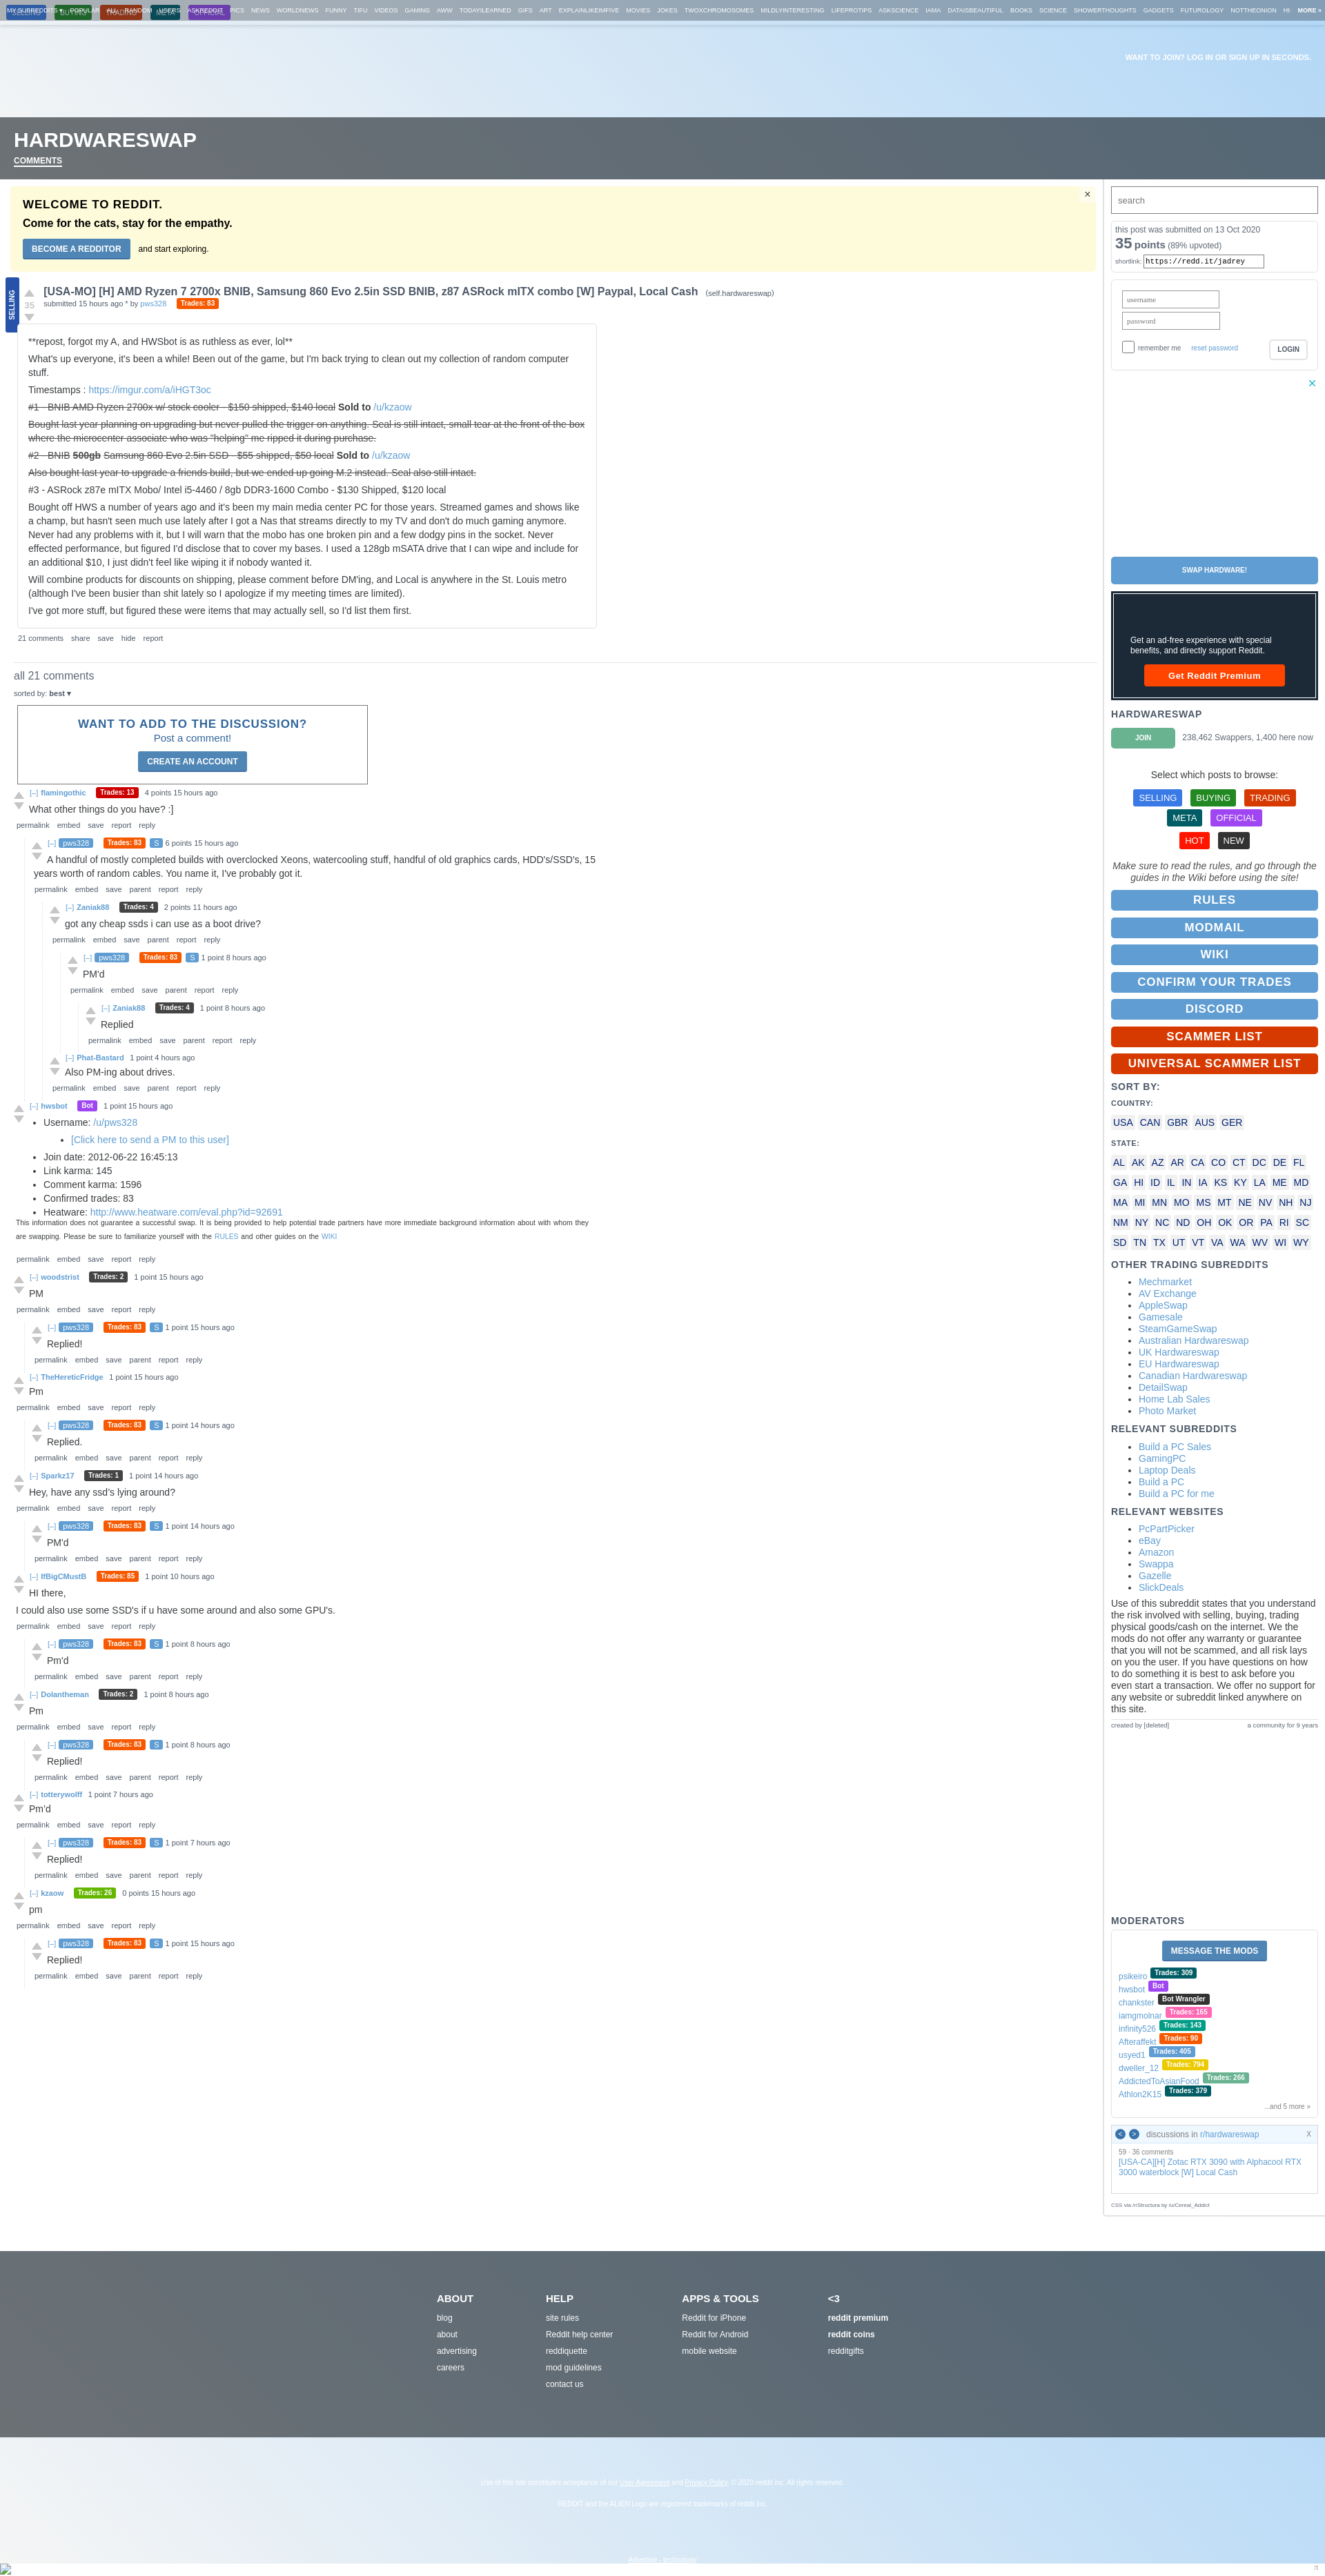 MY SUBREDDITS ▾ POPULAR ALL RANDOM USERS ASKREDDIT PICS NEWS WORLDNEWS FUNNY TIFU VIDEOS GAMING AWW TODAYILEARNED GIFS ART EXPLAINLIKEIMFIVE MOVIES JOKES TWOXCHROMOSOMES MILDLYINTERESTING LIFEPROTIPS ASKSCIENCE IAMA DATAISBEAUTIFUL BOOKS SCIENCE SHOWERTHOUGHTS GADGETS FUTUROLOGY NOTTHEONION HI MORE »
SELLING BUYING TRADING META OFFICIAL
WANT TO JOIN? LOG IN OR SIGN UP IN SECONDS.
HARDWARESWAP
COMMENTS
WELCOME TO REDDIT.
Come for the cats, stay for the empathy.
BECOME A REDDITOR and start exploring.
×
SELLING
35
[USA-MO] [H] AMD Ryzen 7 2700x BNIB, Samsung 860 Evo 2.5in SSD BNIB, z87 ASRock mITX combo [W] Paypal, Local Cash (self.hardwareswap)
submitted 15 hours ago * by pws328 Trades: 83
**repost, forgot my A, and HWSbot is as ruthless as ever, lol**
What's up everyone, it's been a while! Been out of the game, but I'm back trying to clean out my collection of random computer
stuff.
Timestamps : https://imgur.com/a/iHGT3oc
#1 - BNIB AMD Ryzen 2700x w/ stock cooler - $150 shipped, $140 local Sold to /u/kzaow
Bought last year planning on upgrading but never pulled the trigger on anything. Seal is still intact, small tear at the front of the box
where the microcenter associate who was "helping" me ripped it during purchase.
#2 - BNIB 500gb Samsung 860 Evo 2.5in SSD - $55 shipped, $50 local Sold to /u/kzaow
Also bought last year to upgrade a friends build, but we ended up going M.2 instead. Seal also still intact.
#3 - ASRock z87e mITX Mobo/ Intel i5-4460 / 8gb DDR3-1600 Combo - $130 Shipped, $120 local
Bought off HWS a number of years ago and it's been my main media center PC for those years. Streamed games and shows like
a champ, but hasn't seen much use lately after I got a Nas that streams directly to my TV and don't do much gaming anymore.
Never had any problems with it, but I will warn that the mobo has one broken pin and a few dodgy pins in the socket. Never
effected performance, but figured I'd disclose that to cover my bases. I used a 128gb mSATA drive that I can wipe and include for
an additional $10, I just didn't feel like wiping it if nobody wanted it.
Will combine products for discounts on shipping, please comment before DM'ing, and Local is anywhere in the St. Louis metro
(although I've been busier than shit lately so I apologize if my meeting times are limited).
I've got more stuff, but figured these were items that may actually sell, so I'd list them first.
21 comments share save hide report
all 21 comments
sorted by: best ▾
WANT TO ADD TO THE DISCUSSION?
Post a comment!
CREATE AN ACCOUNT
[–] flamingothic Trades: 13 4 points 15 hours ago
What other things do you have? :]
permalink embed save report reply
[–] pws328 Trades: 83 S 6 points 15 hours ago
A handful of mostly completed builds with overclocked Xeons, watercooling stuff, handful of old graphics cards, HDD's/SSD's, 15
years worth of random cables. You name it, I've probably got it.
permalink embed save parent report reply
[–] Zaniak88 Trades: 4 2 points 11 hours ago
got any cheap ssds i can use as a boot drive?
permalink embed save parent report reply
[–] pws328 Trades: 83 S 1 point 8 hours ago
PM'd
permalink embed save parent report reply
[–] Zaniak88 Trades: 4 1 point 8 hours ago
Replied
permalink embed save parent report reply
[–] Phat-Bastard 1 point 4 hours ago
Also PM-ing about drives.
permalink embed save parent report reply
[–] hwsbot Bot 1 point 15 hours ago
• Username: /u/pws328
• [Click here to send a PM to this user]
• Join date: 2012-06-22 16:45:13
• Link karma: 145
• Comment karma: 1596
• Confirmed trades: 83
• Heatware: http://www.heatware.com/eval.php?id=92691
This information does not guarantee a successful swap. It is being provided to help potential trade partners have more immediate background information about with whom they
are swapping. Please be sure to familiarize yourself with the RULES and other guides on the WIKI
permalink embed save report reply
[–] woodstrist Trades: 2 1 point 15 hours ago
PM
permalink embed save report reply
[–] pws328 Trades: 83 S 1 point 15 hours ago
Replied!
permalink embed save parent report reply
[–] TheHereticFridge 1 point 15 hours ago
Pm
permalink embed save report reply
[–] pws328 Trades: 83 S 1 point 14 hours ago
Replied.
permalink embed save parent report reply
[–] Sparkz17 Trades: 1 1 point 14 hours ago
Hey, have any ssd's lying around?
permalink embed save report reply
[–] pws328 Trades: 83 S 1 point 14 hours ago
PM'd
permalink embed save parent report reply
[–] IfBigCMustB Trades: 85 1 point 10 hours ago
HI there,
I could also use some SSD's if u have some around and also some GPU's.
permalink embed save report reply
[–] pws328 Trades: 83 S 1 point 8 hours ago
Pm'd
permalink embed save parent report reply
[–] Dolantheman Trades: 2 1 point 8 hours ago
Pm
permalink embed save report reply
[–] pws328 Trades: 83 S 1 point 8 hours ago
Replied!
permalink embed save parent report reply
[–] totterywolff 1 point 7 hours ago
Pm'd
permalink embed save report reply
[–] pws328 Trades: 83 S 1 point 7 hours ago
Replied!
permalink embed save parent report reply
[–] kzaow Trades: 26 0 points 15 hours ago
pm
permalink embed save report reply
[–] pws328 Trades: 83 S 1 point 15 hours ago
Replied!
permalink embed save parent report reply
search
this post was submitted on 13 Oct 2020
35 points (89% upvoted)
shortlink: https://redd.it/jadrey
username
password
remember me reset password LOGIN
×
SWAP HARDWARE!
Get an ad-free experience with special
benefits, and directly support Reddit.
Get Reddit Premium
HARDWARESWAP
JOIN 238,462 Swappers, 1,400 here now
Select which posts to browse:
SELLING BUYING TRADING
META OFFICIAL
HOT NEW
Make sure to read the rules, and go through the
guides in the Wiki before using the site!
RULES
MODMAIL
WIKI
CONFIRM YOUR TRADES
DISCORD
SCAMMER LIST
UNIVERSAL SCAMMER LIST
SORT BY:
COUNTRY:
USA CAN GBR AUS GER
STATE:
AL AK AZ AR CA CO CT DC DE FL
GA HI ID IL IN IA KS KY LA ME MD
MA MI MN MO MS MT NE NV NH NJ
NM NY NC ND OH OK OR PA RI SC
SD TN TX UT VT VA WA WV WI WY
OTHER TRADING SUBREDDITS
• Mechmarket
• AV Exchange
• AppleSwap
• Gamesale
• SteamGameSwap
• Australian Hardwareswap
• UK Hardwareswap
• EU Hardwareswap
• Canadian Hardwareswap
• DetailSwap
• Home Lab Sales
• Photo Market
RELEVANT SUBREDDITS
• Build a PC Sales
• GamingPC
• Laptop Deals
• Build a PC
• Build a PC for me
RELEVANT WEBSITES
• PcPartPicker
• eBay
• Amazon
• Swappa
• Gazelle
• SlickDeals
Use of this subreddit states that you understand
the risk involved with selling, buying, trading
physical goods/cash on the internet. We the
mods do not offer any warranty or guarantee
that you will not be scammed, and all risk lays
on you the user. If you have questions on how
to do something it is best to ask before you
even start a transaction. We offer no support for
any website or subreddit linked anywhere on
this site.
created by [deleted] a community for 9 years
MODERATORS
MESSAGE THE MODS
psikeiro Trades: 309
hwsbot Bot
chankster Bot Wrangler
iamgmolnar Trades: 165
infinity526 Trades: 143
Afteraffekt Trades: 90
usyed1 Trades: 405
dweller_12 Trades: 794
AddictedToAsianFood Trades: 266
Athlon2K15 Trades: 379
...and 5 more »
< > discussions in r/hardwareswap X
59 · 36 comments
[USA-CA][H] Zotac RTX 3090 with Alphacool RTX
3000 waterblock [W] Local Cash
CSS via /r/Structura by /u/Cereal_Addict
ABOUT
blog
about
advertising
careers
HELP
site rules
Reddit help center
reddiquette
mod guidelines
contact us
APPS & TOOLS
Reddit for iPhone
Reddit for Android
mobile website
<3
reddit premium
reddit coins
redditgifts
Use of this site constitutes acceptance of our User Agreement and Privacy Policy. © 2020 reddit inc. All rights reserved.
REDDIT and the ALIEN Logo are registered trademarks of reddit inc.
Advertise - technology
π